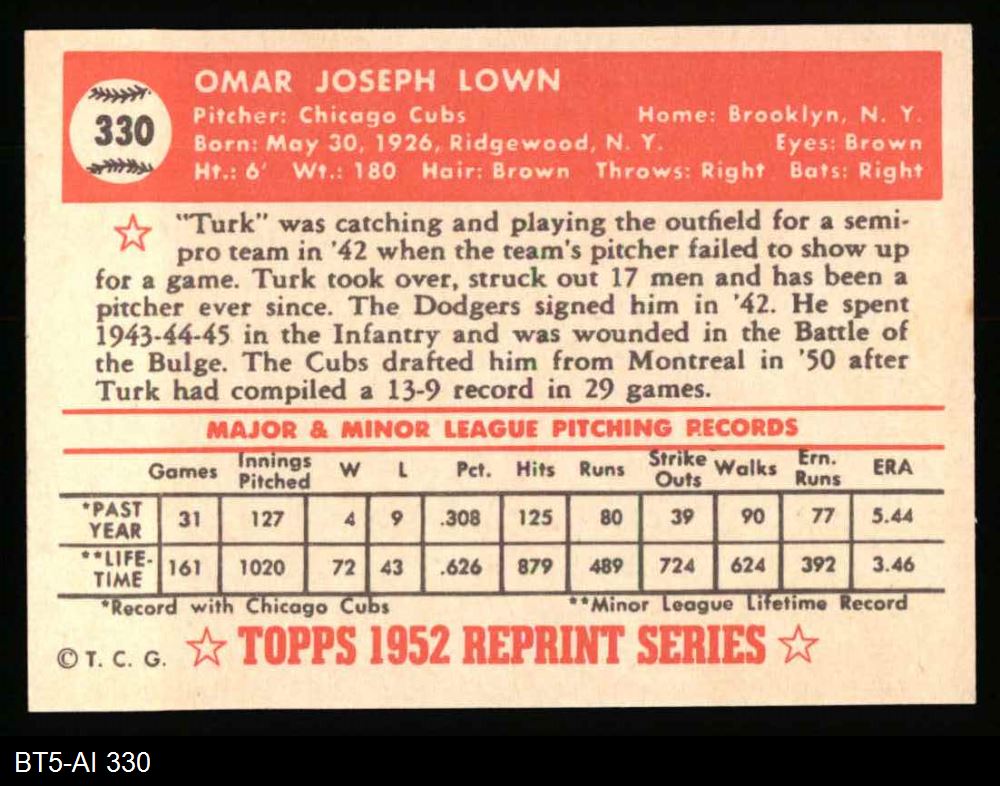 330
OMAR JOSEPH LOWN
Pitcher: Chicago Cubs Home: Brooklyn, N. Y.
Born: May 30, 1926, Ridgewood, N. Y. Eyes: Brown
Ht.: 6' Wt.: 180 Hair: Brown Throws: Right Bats: Right
"Turk" was catching and playing the outfield for a semi-
pro team in '42 when the team's pitcher failed to show up
for a game. Turk took over, struck out 17 men and has been a
pitcher ever since. The Dodgers signed him in '42. He spent
1943-44-45 in the Infantry and was wounded in the Battle of
the Bulge. The Cubs drafted him from Montreal in '50 after
Turk had compiled a 13-9 record in 29 games.
MAJOR & MINOR LEAGUE PITCHING RECORDS
Games Innings Pitched W L Pct. Hits Runs Strike Outs Walks Ern. Runs ERA
*PAST YEAR 31 127 4 9 .308 125 80 39 90 77 5.44
**LIFE-TIME 161 1020 72 43 .626 879 489 724 624 392 3.46
*Record with Chicago Cubs **Minor League Lifetime Record
© T. C. G. TOPPS 1952 REPRINT SERIES
BT5-AI 330